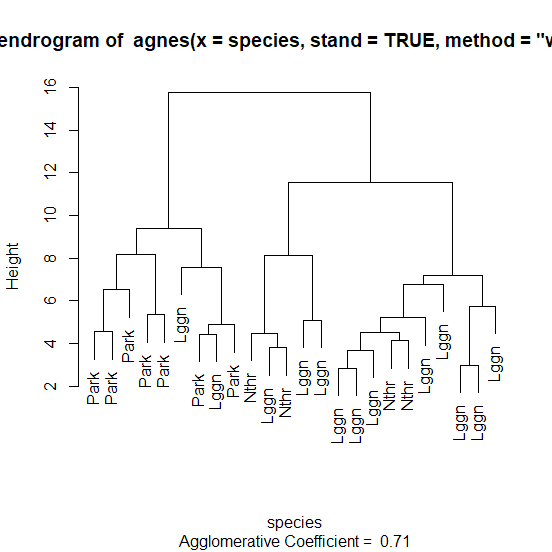 endrogram of agnes(x = species, stand = TRUE, method = "w
Height
16
14
12
10
8
6
4
2
Park
Park
Park
Park
Park
Lggn
Park
Lggn
Park
Nthr
Lggn
Nthr
Lggn
Lggn
Lggn
Lggn
Lggn
Nthr
Nthr
Lggn
Lggn
Lggn
Lggn
Lggn
species
Agglomerative Coefficient = 0.71